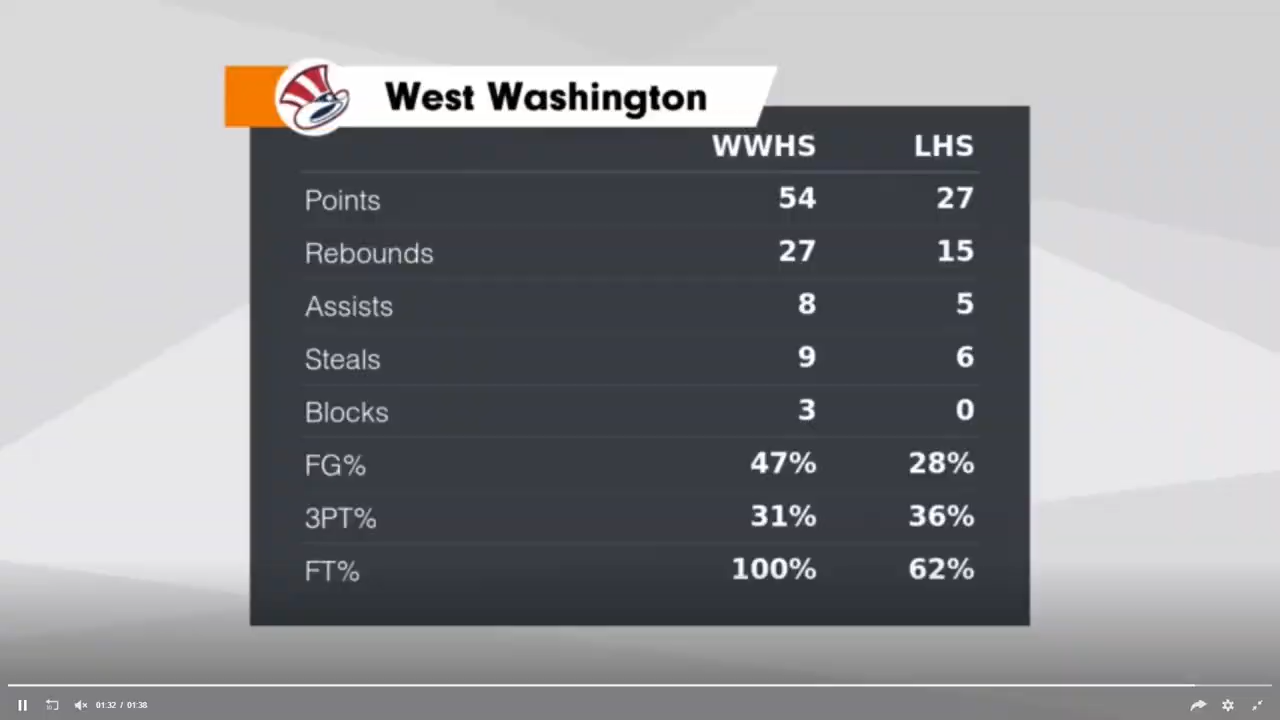 West Washington
WWHS LHS
Points 54 27
Rebounds 27 15
Assists 8 5
Steals 9 6
Blocks 3 0
FG% 47% 28%
3PT% 31% 36%
FT% 100% 62%
01:32 / 01:38